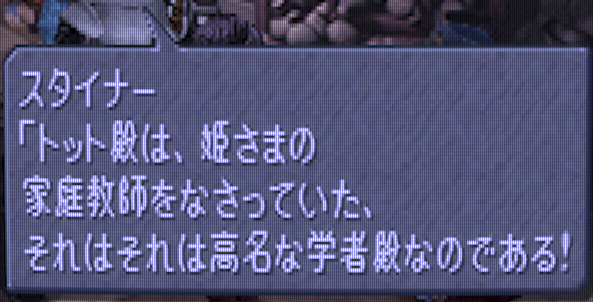 スタイナー
「トット殿は、姫さまの
家庭教師をなさっていた、
それはそれは高名な学者殿なのである!